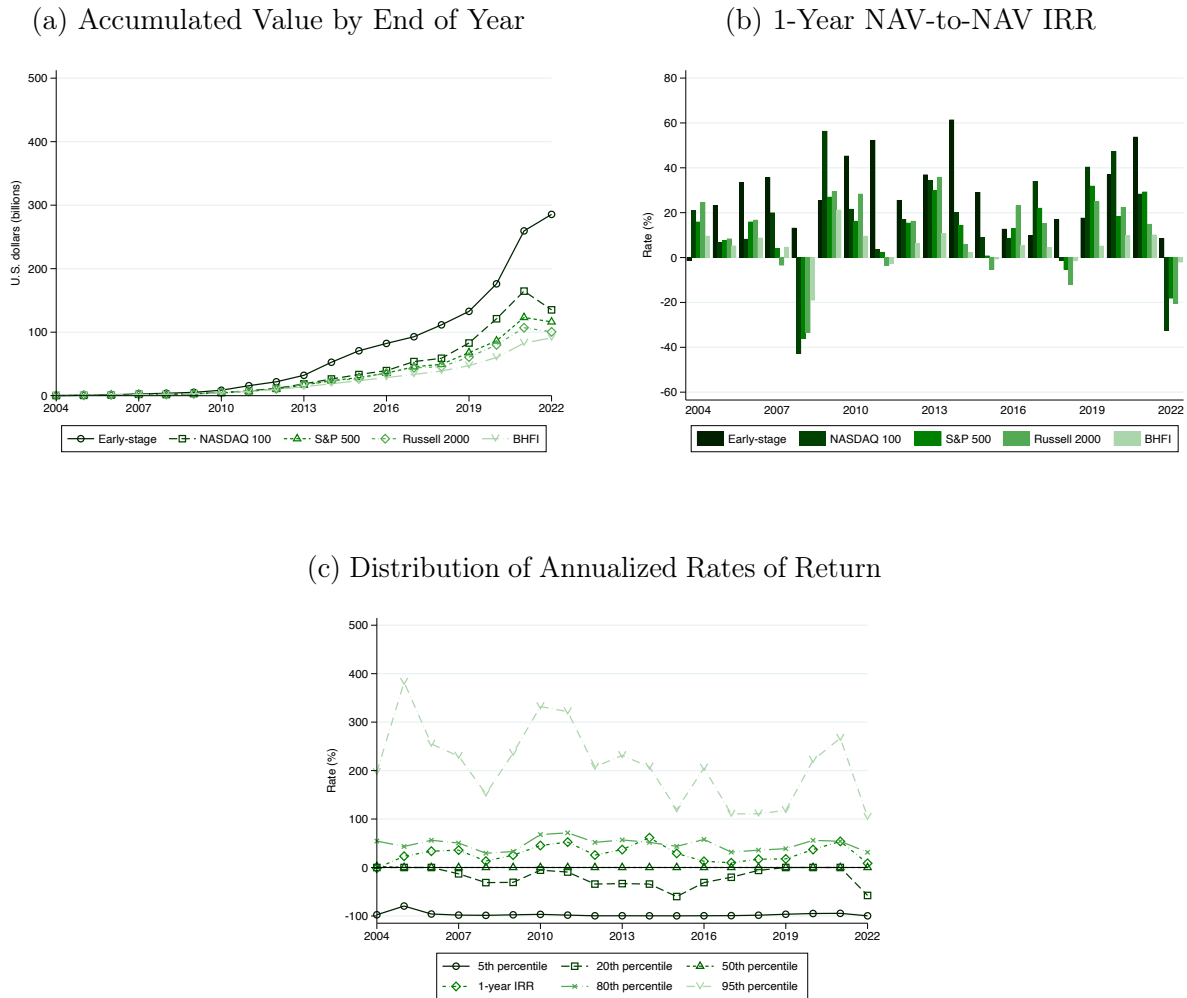 (a) Accumulated Value by End of Year
U.S. dollars (billions)
500
400
300
200
100
0
2004 2007 2010 2013 2016 2019 2022
Early-stage NASDAQ 100 S&P 500 Russell 2000 BHFI
(b) 1-Year NAV-to-NAV IRR
Rate (%)
80
60
40
20
0
-20
-40
-60
2004 2007 2010 2013 2016 2019 2022
Early-stage NASDAQ 100 S&P 500 Russell 2000 BHFI
(c) Distribution of Annualized Rates of Return
Rate (%)
500
400
300
200
100
0
-100
2004 2007 2010 2013 2016 2019 2022
5th percentile 20th percentile 50th percentile
1-year IRR 80th percentile 95th percentile